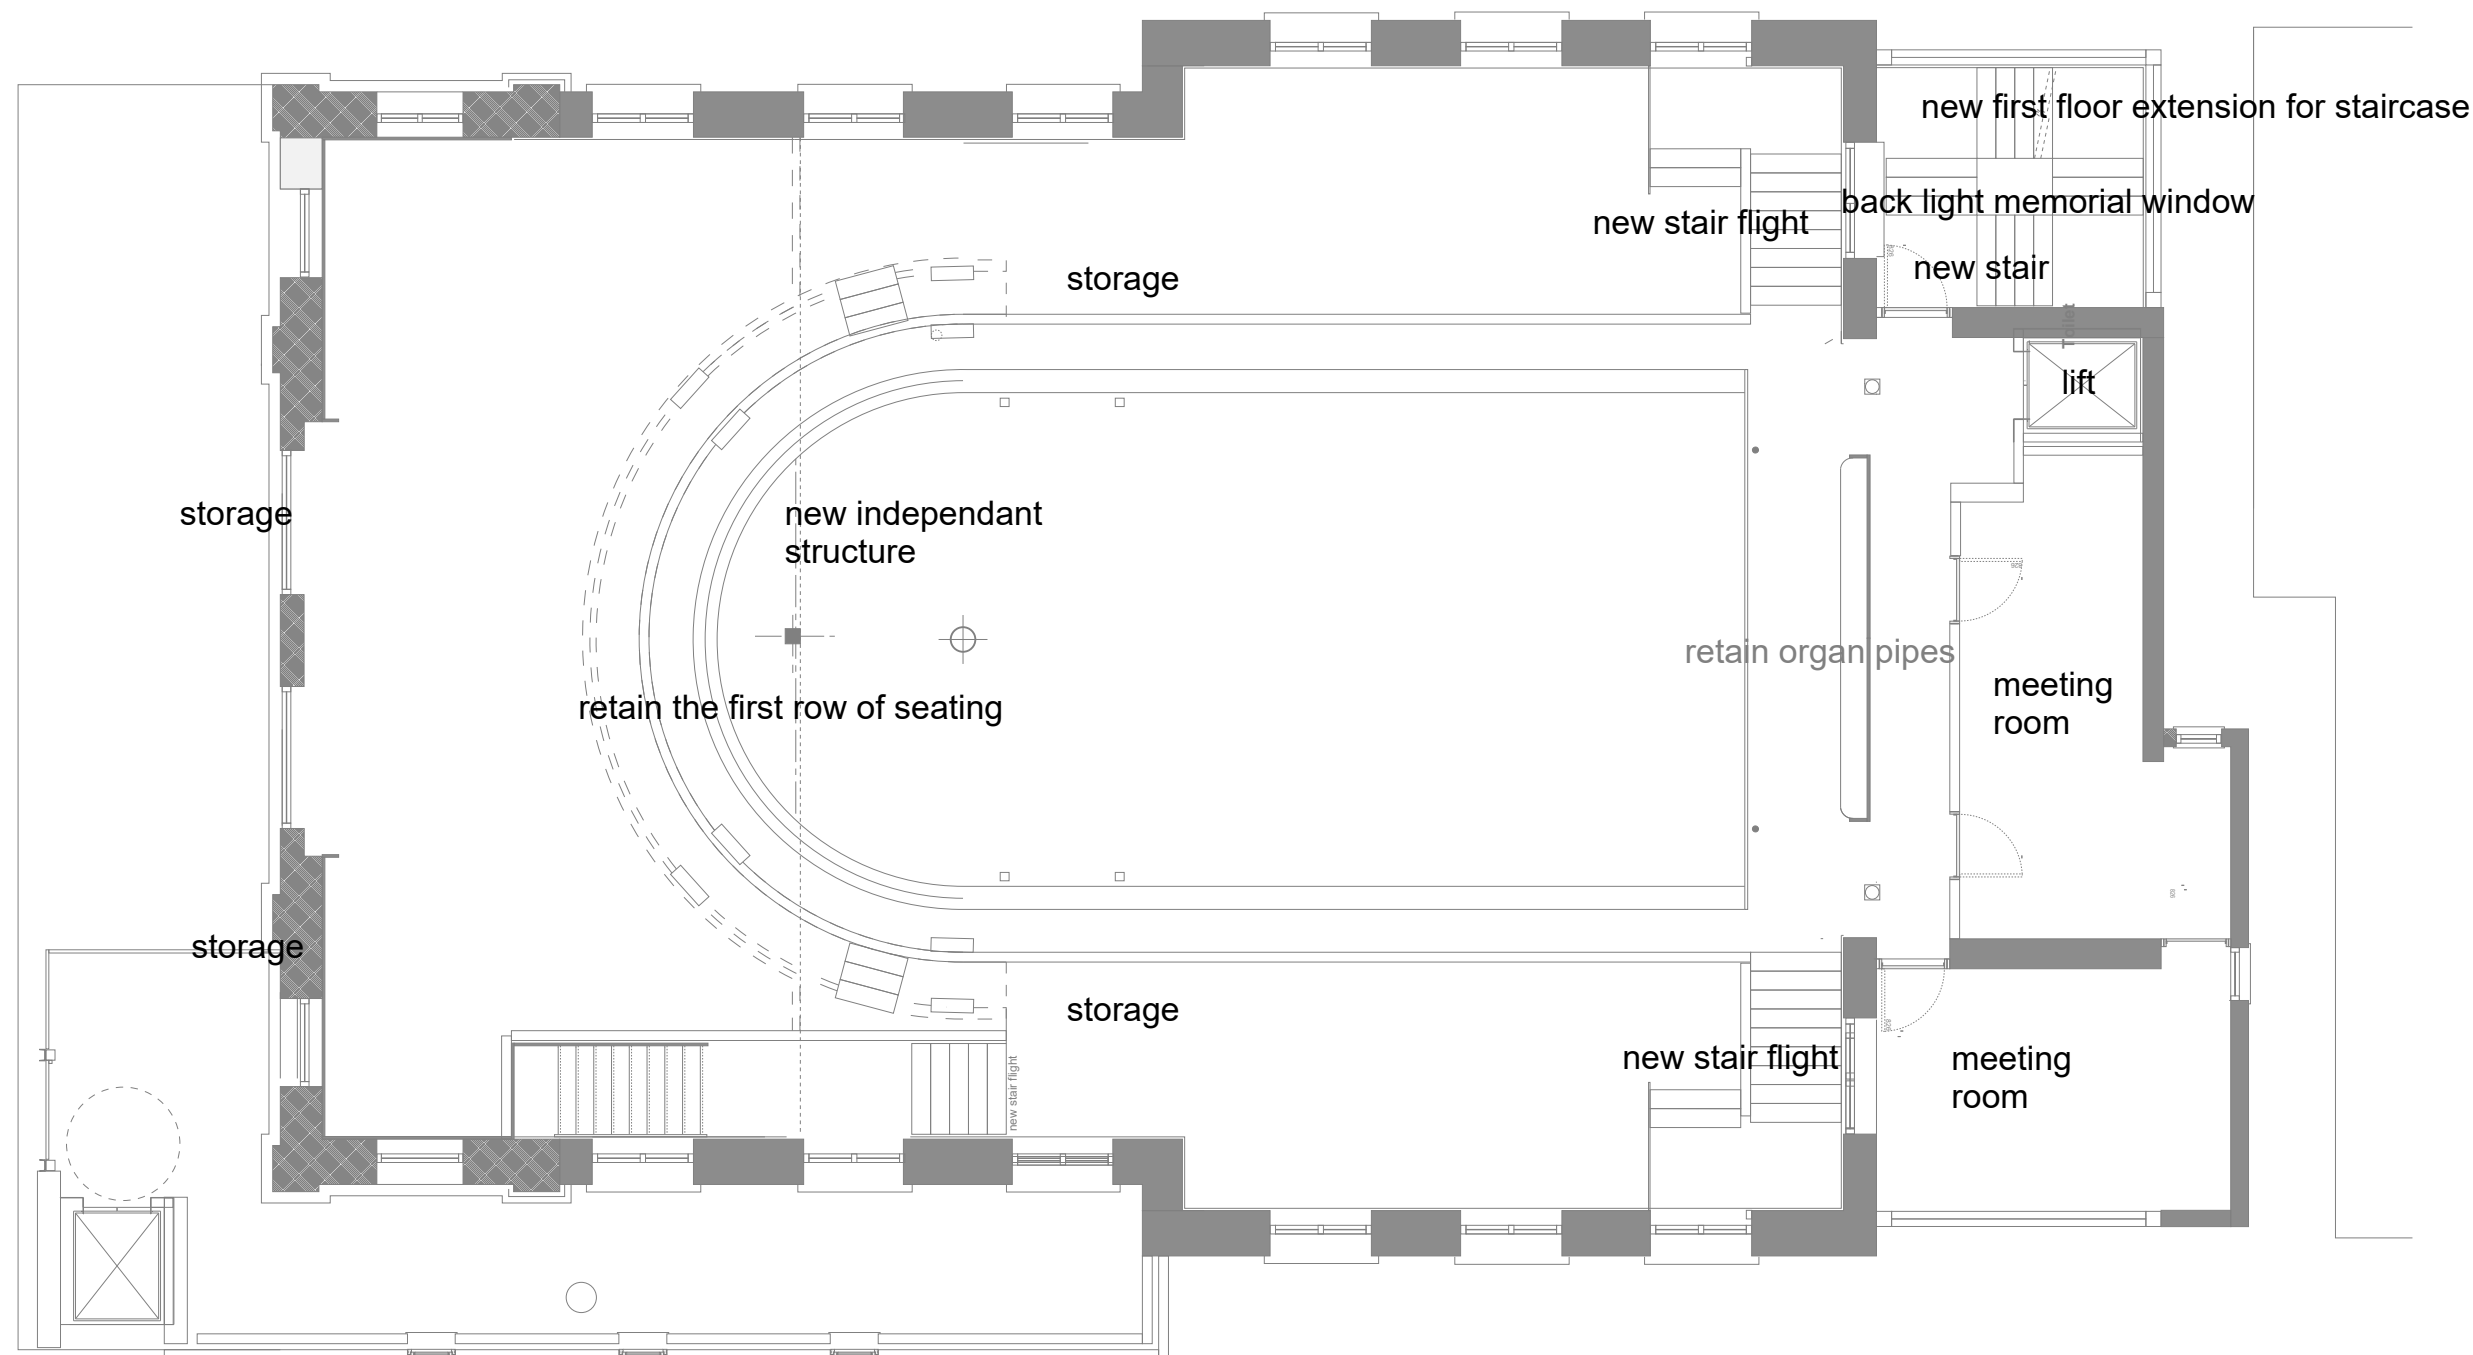 new first floor extension for staircase
back light memorial window
new stair flight
new stair
storage
Toilet
lift
storage
new independant
structure
retain organ pipes
meeting
room
retain the first row of seating
storage
storage
new stair flight
new stair flight
meeting
room